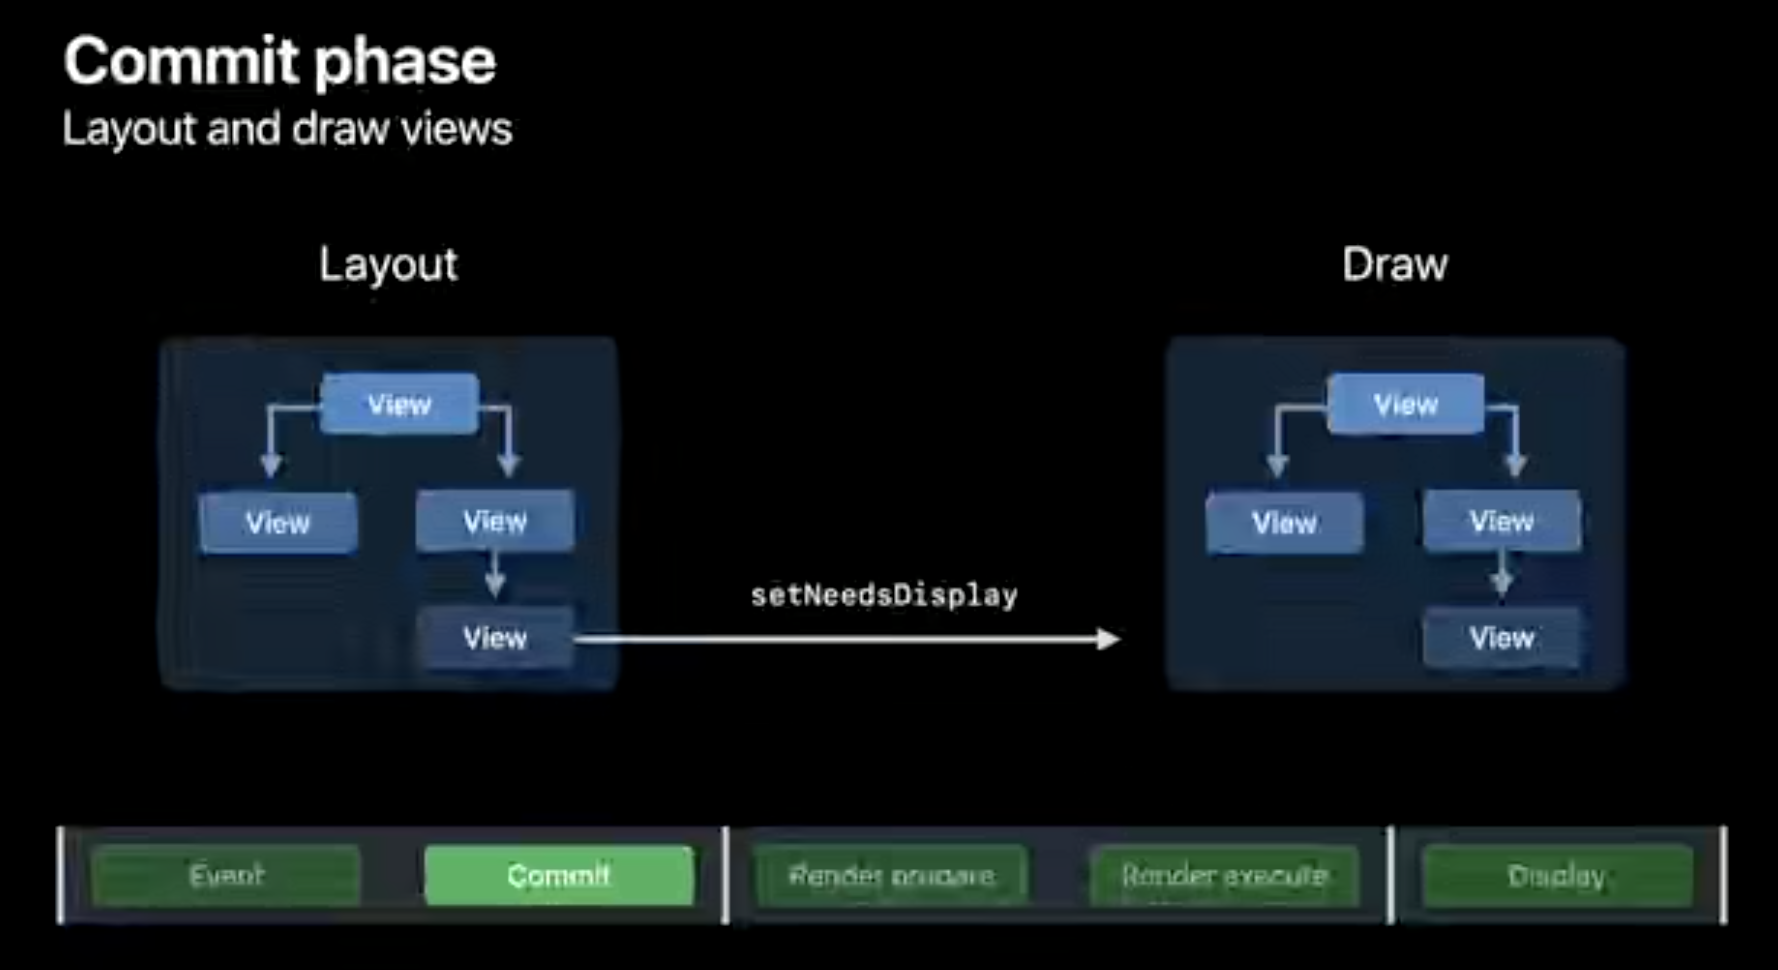 Commit phase
Layout and draw views
Layout
Draw
View
View
View
View
setNeedsDisplay
View
View
View
View
Event
Commit
Render prepare
Render execute
Display